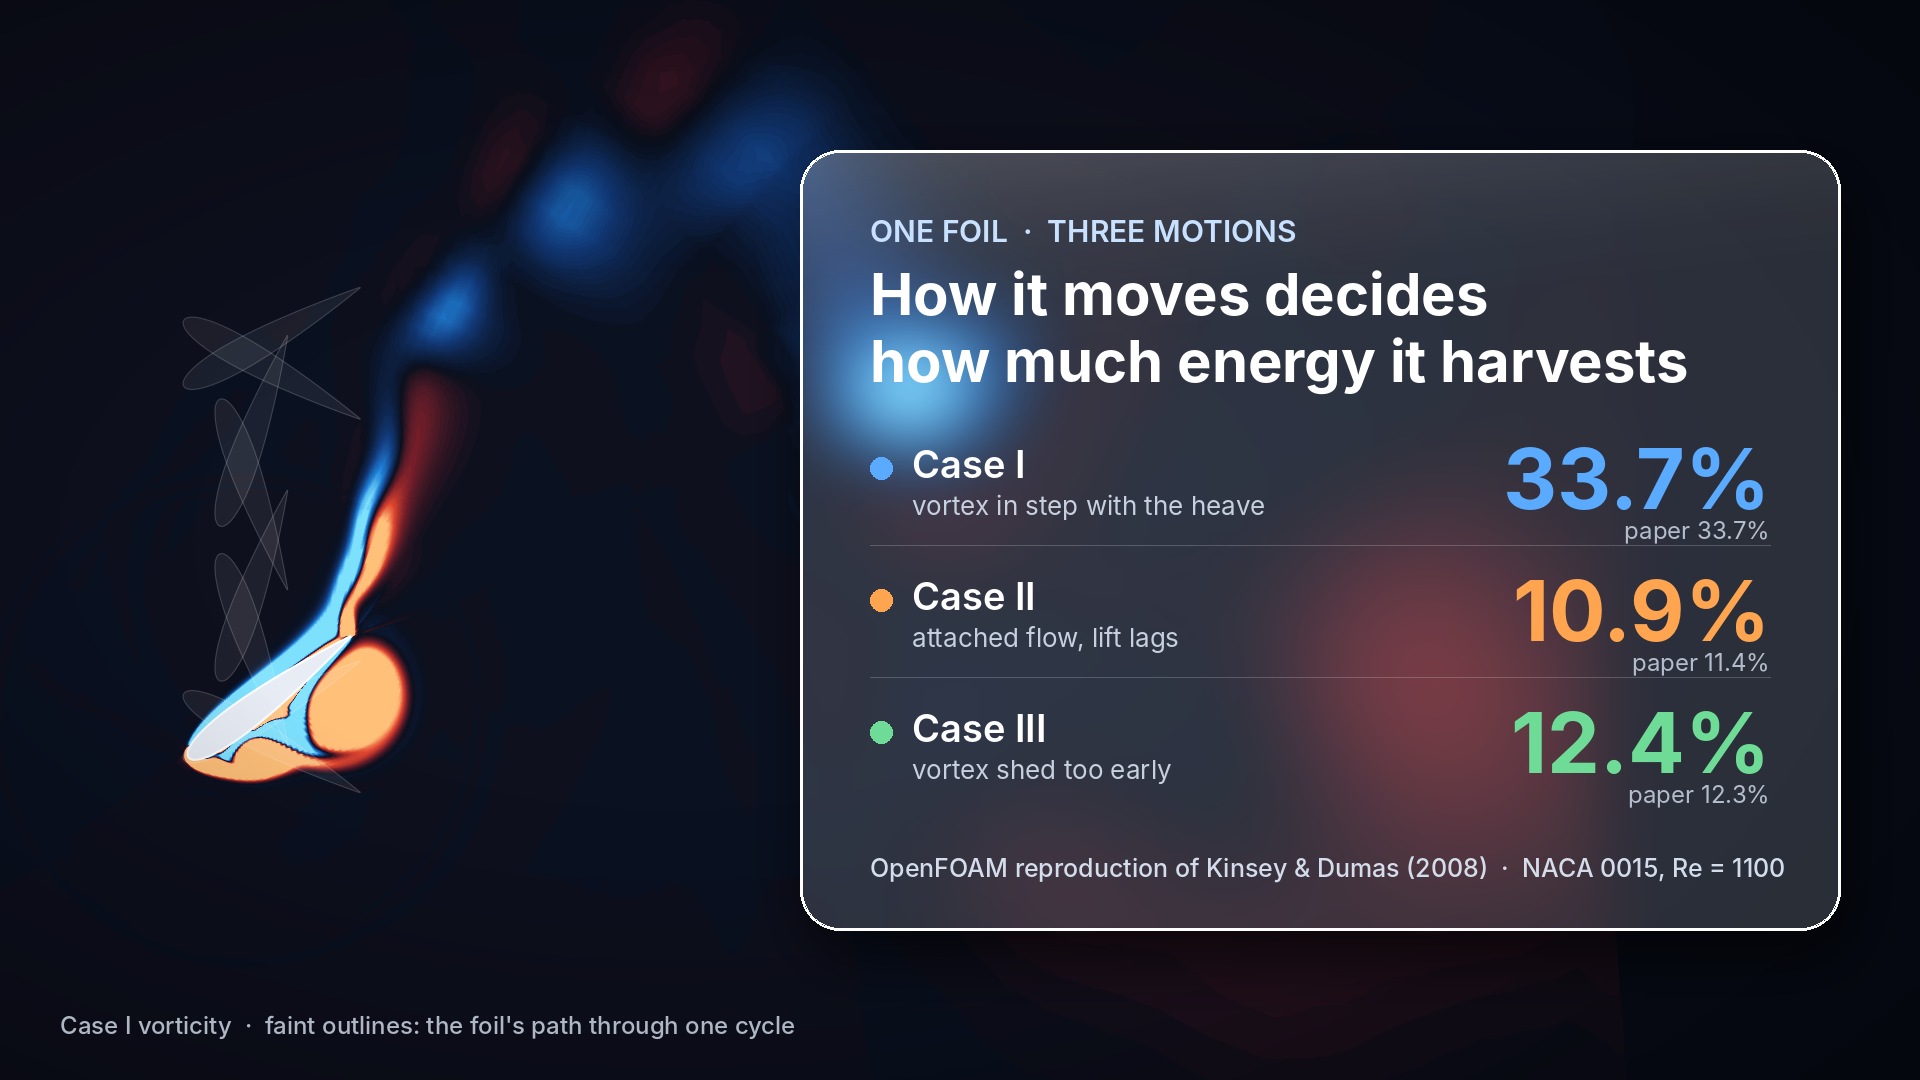 ONE FOIL · THREE MOTIONS
How it moves decides
how much energy it harvests
Case I
vortex in step with the heave
33.7%
paper 33.7%
Case II
attached flow, lift lags
10.9%
paper 11.4%
Case III
vortex shed too early
12.4%
paper 12.3%
OpenFOAM reproduction of Kinsey & Dumas (2008) · NACA 0015, Re = 1100
Case I vorticity · faint outlines: the foil's path through one cycle